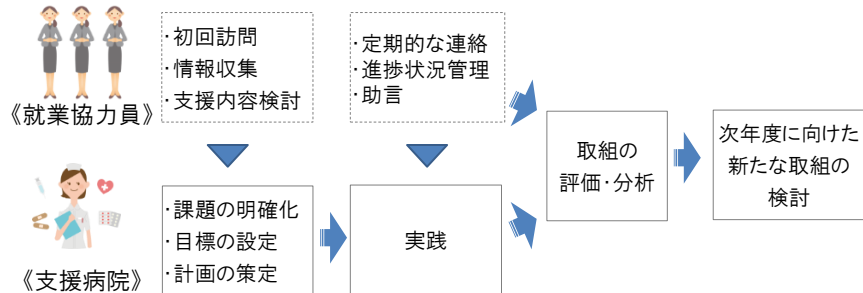 《就業協力員》
・初回訪問
・情報収集
・支援内容検討
・定期的な連絡
・進捗状況管理
・助言
《支援病院》
・課題の明確化
・目標の設定
・計画の策定
実践
取組の
評価・分析
次年度に向けた
新たな取組の
検討